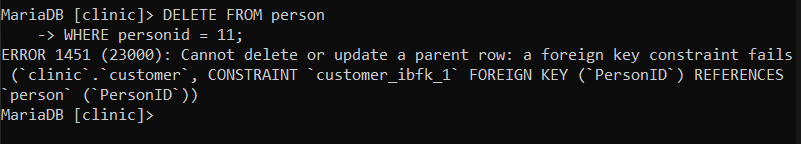 MariaDB [clinic]> DELETE FROM person
    -> WHERE personid = 11;
ERROR 1451 (23000): Cannot delete or update a parent row: a foreign key constraint fails
 (`clinic`.`customer`, CONSTRAINT `customer_ibfk_1` FOREIGN KEY (`PersonID`) REFERENCES
`person` (`PersonID`))
MariaDB [clinic]>